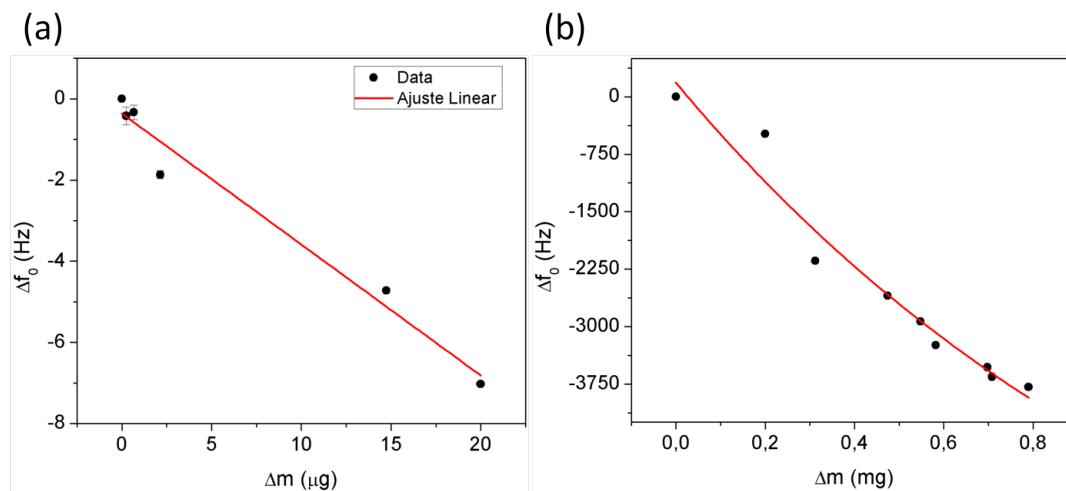 (a)
0
-2
-4
-6
-8
Δf₀ (Hz)
Data
Ajuste Linear
0
5
10
15
20
Δm (μg)
(b)
0
-750
-1500
-2250
-3000
-3750
Δf₀ (Hz)
0,0
0,2
0,4
0,6
0,8
Δm (mg)